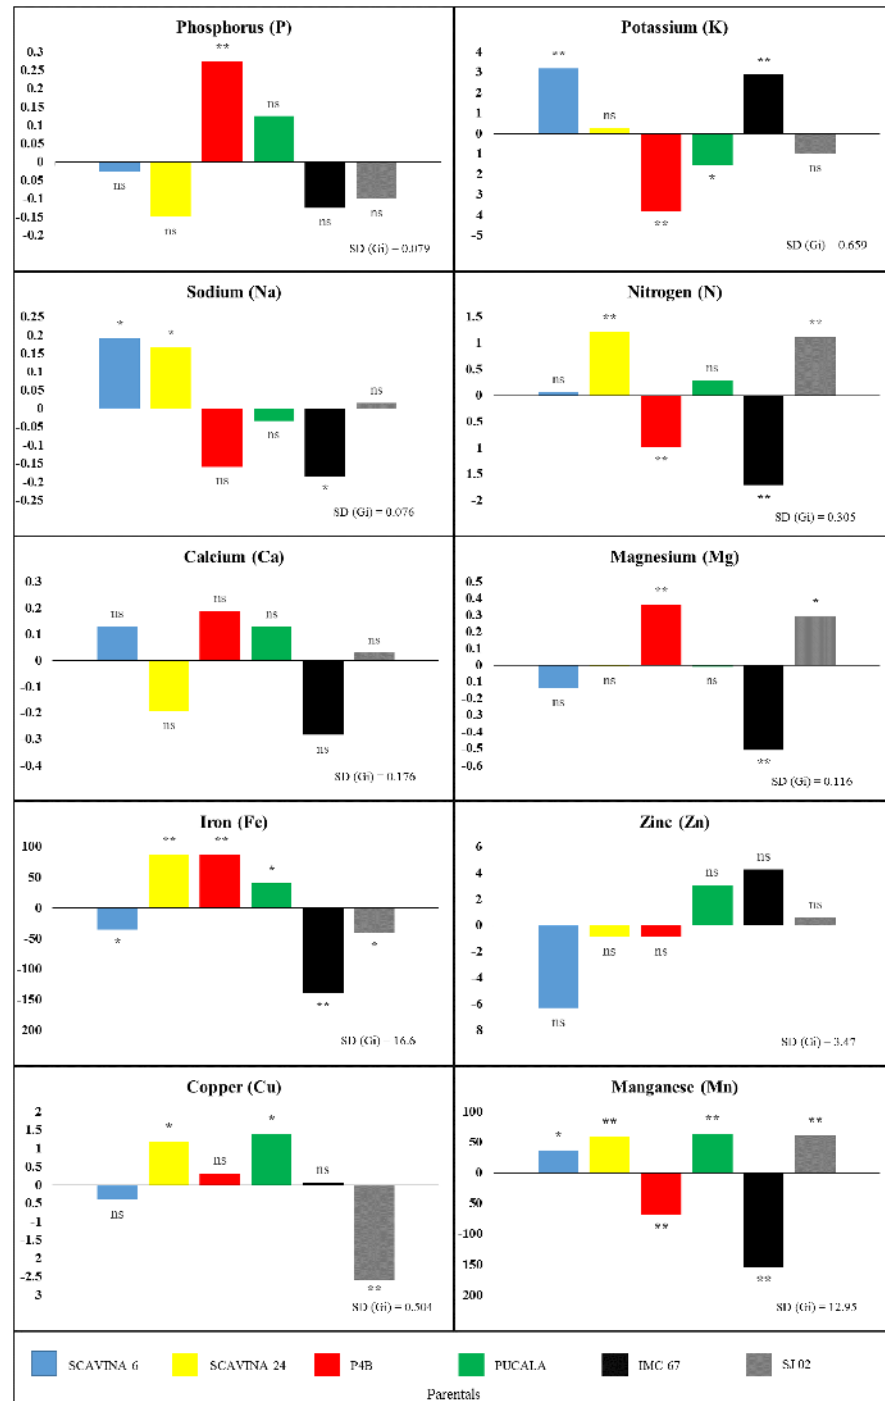 Phosphorus (P)
0.3
0.25
0.2
0.15
0.1
0.05
0
0.05
-0.1
0.15
-0.2
ns
ns
**
ns
ns
ns
SD (Gi) = 0.079
Potassium (K)
4
3
2
1
0
1
2
3
4
-5
**
ns
**
*
**
ns
SD (Gi) 0.659
Sodium (Na)
0.25
0.2
0.15
0.1
0.05
0
-0.05
-0.1
-0.15
-0.2
-0.25
*
*
ns
ns
*
ns
SD (Gi) = 0.076
Nitrogen (N)
1.5
1
0.5
0
0.5
1
1.5
-2
ns
**
**
ns
**
**
SD (Gi) = 0.305
Calcium (Ca)
0.3
0.2
0.1
0
-0.1
-0.2
-0.3
-0.4
ns
ns
ns
ns
ns
ns
SD (Gi) = 0.176
Magnesium (Mg)
0.5
0.4
0.3
0.2
0.1
0
0.1
0.2
0.3
-0.4
-0.5
-0.6
ns
ns
**
ns
**
*
SD (Gi) = 0.116
Iron (Fe)
100
50
0
-50
-100
-150
200
*
**
**
*
**
*
SD (Gi) – 16.6
Zinc (Zn)
6
4
2
0
-2
-4
-6
8
ns
ns
ns
ns
ns
ns
SD (Gi) – 3.47
Copper (Cu)
2
1.5
1
0.5
0
0.5
-1
-1.5
2
-2.5
3
ns
*
ns
*
ns
**
SD (Gi) = 0.504
Manganese (Mn)
100
50
0
50
-100
150
200
*
**
**
**
**
**
SD (Gi) = 12.95
SCAVINA 6
SCAVINA 24
P4B
PUCALA
IMC 67
SJ 02
Parentals